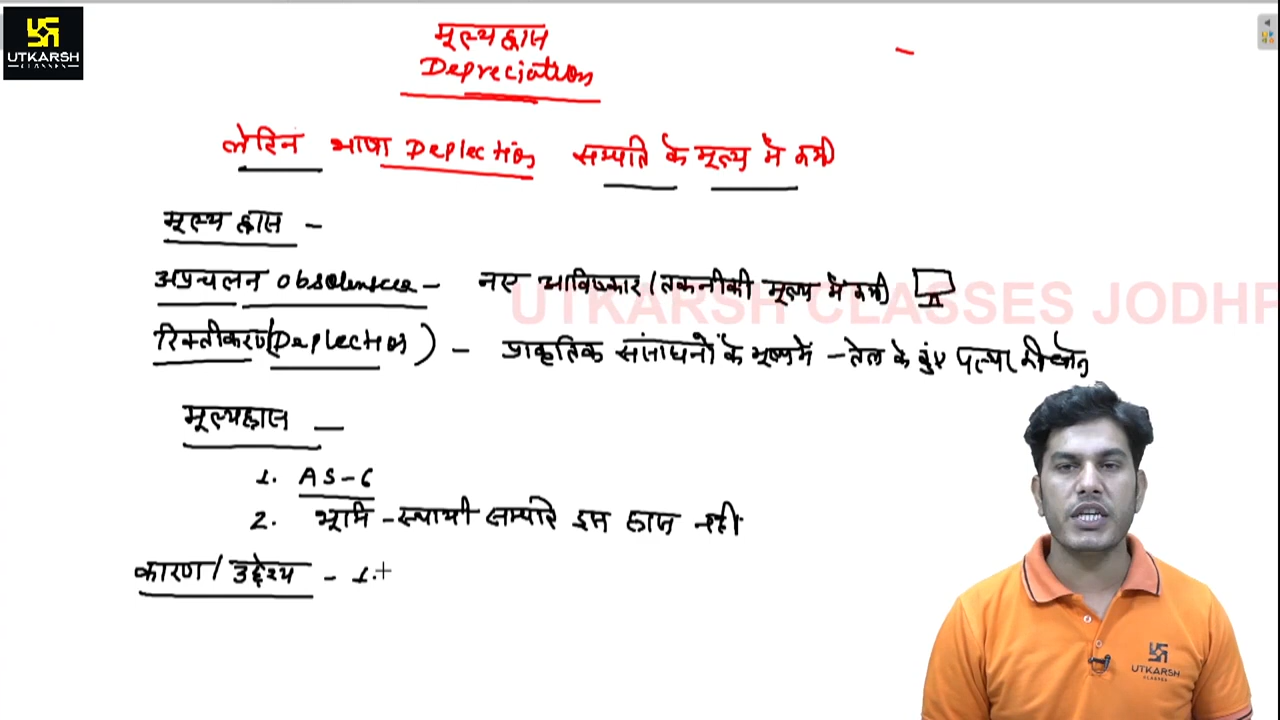 UTKARSH
CLASSES
मूल्यह्रास
Depreciation
लेटिन भाषा Deplection सम्पति के मूल्य में कमी
मूल्य ह्रास -
अप्रचलन obsolensce - नए आविष्कार/तकनीकी मूल्य में कमी
UTKARSH CLASSES JODHP
रिक्तीकरण(Deplection) - प्राकृतिक संसाधनों के मूल्य में - तेल के कुंए पत्थर की खान
मूल्यह्रास -
1. AS-6
2. भूमि - स्थायी सम्पति इस ह्रास नही
कारण/उद्देश्य - 1.
UTKARSH
CLASSES